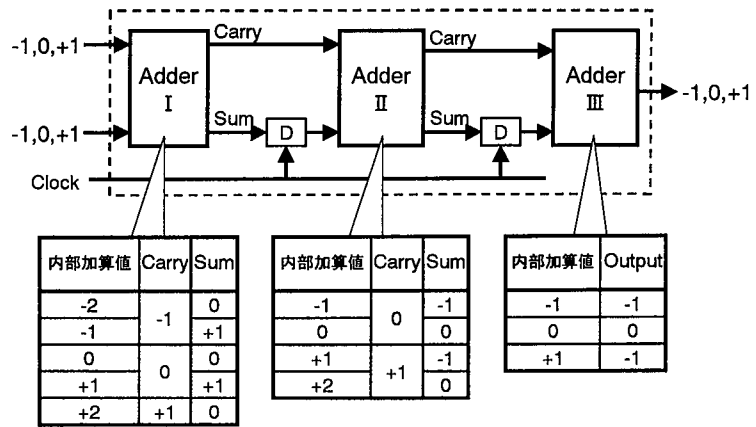 -1,0,+1
-1,0,+1
Carry
Sum
Adder
I
D
Carry
Sum
Adder
II
D
Adder
III
-1,0,+1
Clock
内部加算値 Carry Sum
-2 -1 0
-1 +1
0 0 0
+1 +1
+2 +1 0
内部加算値 Carry Sum
-1 0 -1
0 0
+1 +1 -1
+2 0
内部加算値 Output
-1 -1
0 0
+1 -1